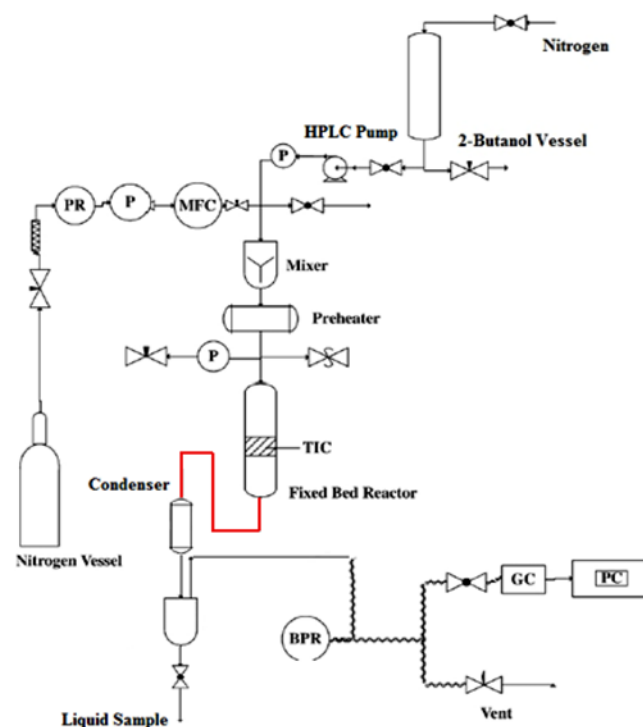 Nitrogen
HPLC Pump
2-Butanol Vessel
P
PR
P
MFC
Mixer
Preheater
P
TIC
Condenser
Fixed Bed Reactor
Nitrogen Vessel
GC
PC
BPR
Liquid Sample
Vent